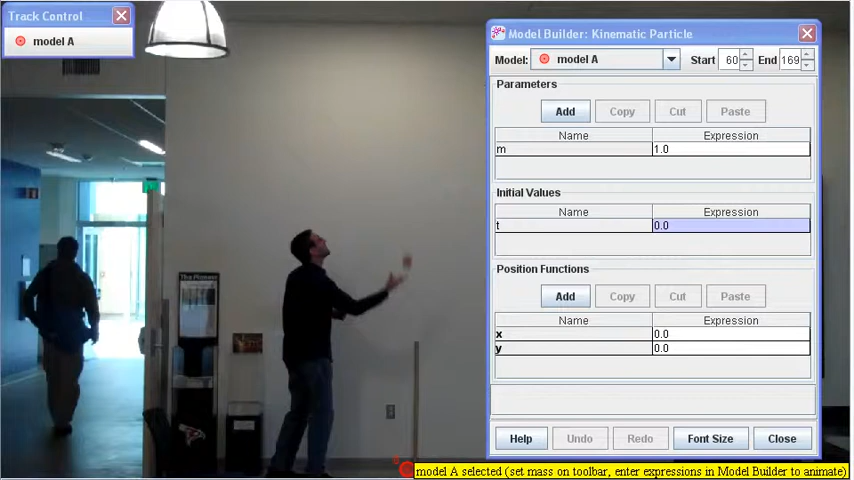 Track Control
model A
Model Builder: Kinematic Particle
Model: model A Start 60 End 169
Parameters
Add Copy Cut Paste
Name Expression
m 1.0
Initial Values
Name Expression
t 0.0
Position Functions
Add Copy Cut Paste
Name Expression
x 0.0
y 0.0
Help Undo Redo Font Size Close
The Pioneer
model A selected (set mass on toolbar, enter expressions in Model Builder to animate)